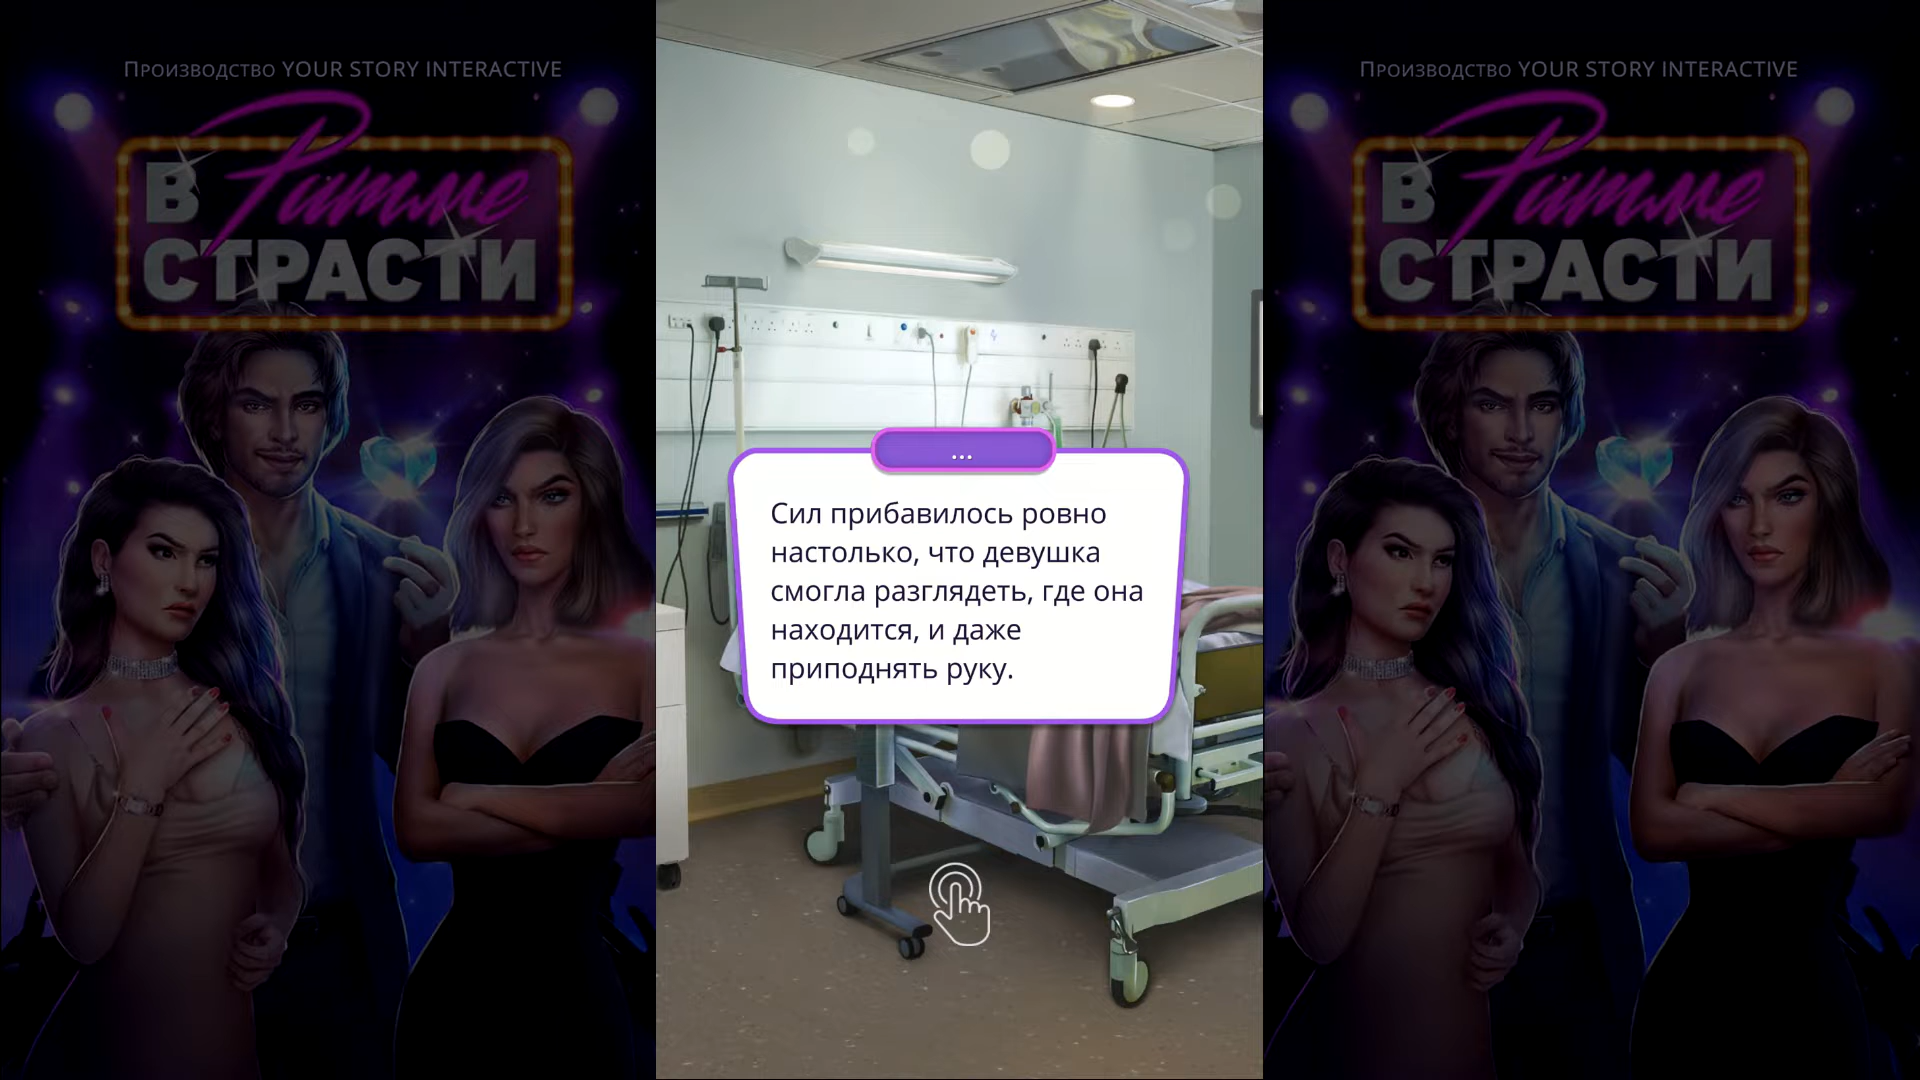 Производство YOUR STORY INTERACTIVE
В Ритме
СТРАСТИ
...
Сил прибавилось ровно
настолько, что девушка
смогла разглядеть, где она
находится, и даже
приподнять руку.
Производство YOUR STORY INTERACTIVE
В Ритме
СТРАСТИ